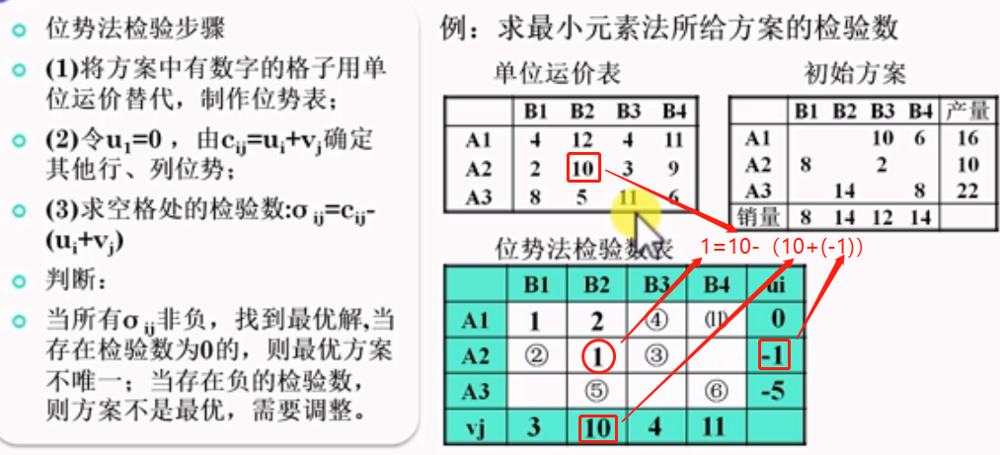 位势法检验步骤
(1)将方案中有数字的格子用单
位运价替代，制作位势表；
(2)令u1=0 ，由cij=ui+vj确定
其他行、列位势；
(3)求空格处的检验数:σij=cij-
(ui+vj)
判断：
当所有σij非负，找到最优解,当
存在检验数为0的，则最优方案
不唯一；当存在负的检验数，
则方案不是最优，需要调整。
例：求最小元素法所给方案的检验数
单位运价表
B1 B2 B3 B4
A1 4 12 4 11
A2 2 10 3 9
A3 8 5 11 6
初始方案
B1 B2 B3 B4 产量
A1 10 6 16
A2 8 2 10
A3 14 8 22
销量 8 14 12 14
位势法检验数表
1=10-（10+(-1)）
B1 B2 B3 B4 ui
A1 1 2 ④ ⑾ 0
A2 ② 1 ③ -1
A3 ⑤ ⑥ -5
vj 3 10 4 11